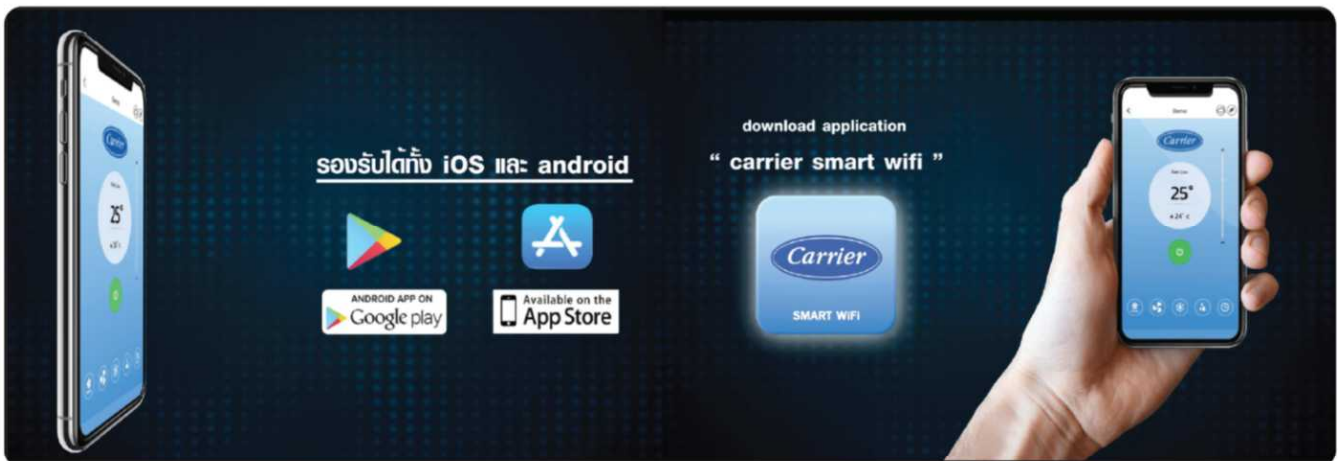 รองรับได้ทั้ง iOS และ android
ANDROID APP ON
Google play
Available on the
App Store
download application
“ carrier smart wifi ”
Carrier
SMART WiFi
Carrier
25°
Carrier
25°